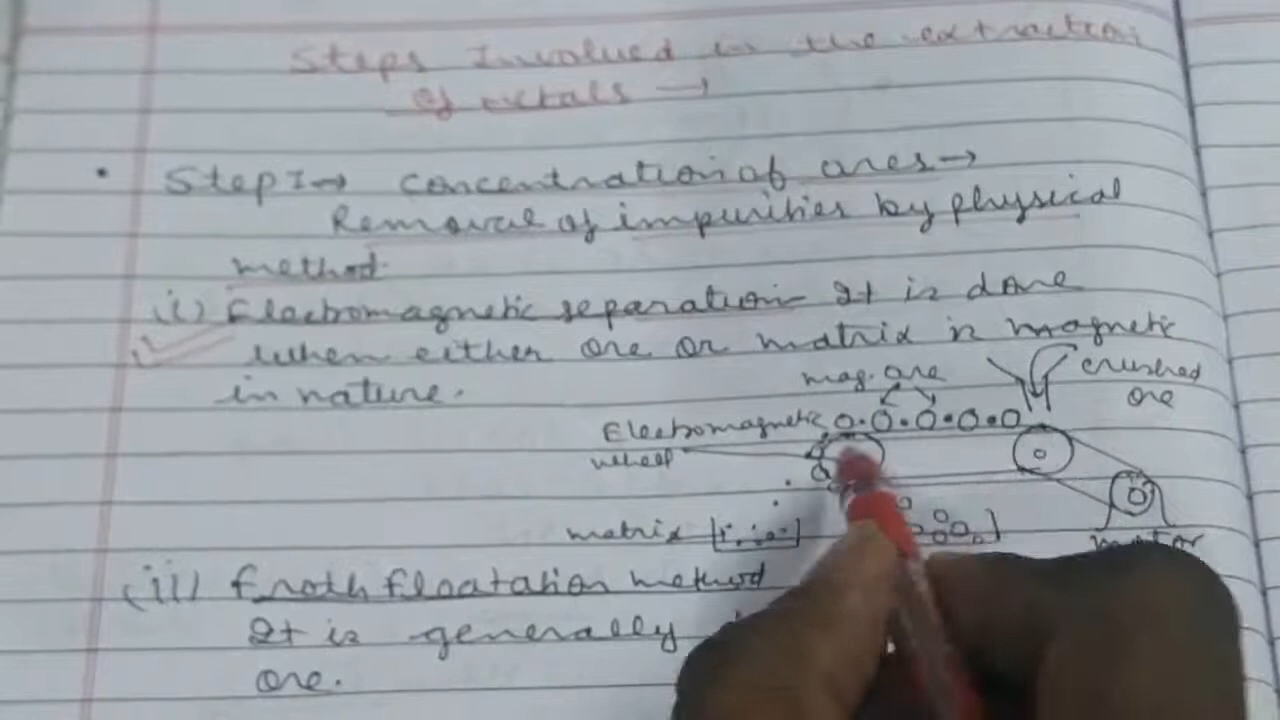 Steps Involved in the extraction
of metals →
• Step I → concentration of ores →
Removal of impurities by physical
method.
(i) Electromagnetic separation - It is done
when either ore or matrix is magnetic
in nature.
mag. ore
crushed
ore
Electromagnetic
wheel
matrix
motor
(ii) froth floatation method
It is generally
ore.